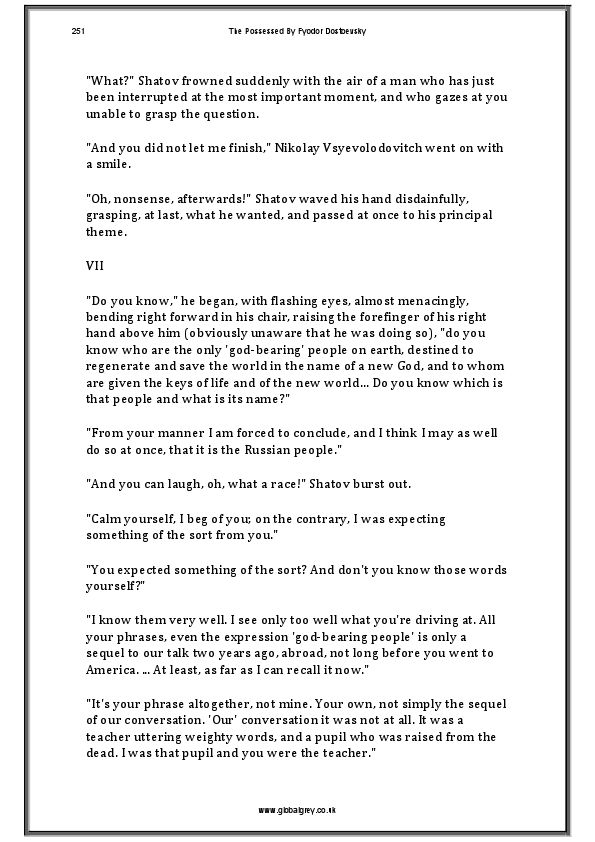 251
The Possessed By Fyodor Dostoevsky
"What?" Shatov frowned suddenly with the air of a man who has just
been interrupted at the most important moment, and who gazes at you
unable to grasp the question.
"And you did not let me finish," Nikolay Vsyevolodovitch went on with
a smile.
"Oh, nonsense, afterwards!" Shatov waved his hand disdainfully,
grasping, at last, what he wanted, and passed at once to his principal
theme.
VII
"Do you know," he began, with flashing eyes, almost menacingly,
bending right forward in his chair, raising the forefinger of his right
hand above him (obviously unaware that he was doing so), "do you
know who are the only 'god-bearing' people on earth, destined to
regenerate and save the world in the name of a new God, and to whom
are given the keys of life and of the new world... Do you know which is
that people and what is its name?"
"From your manner I am forced to conclude, and I think I may as well
do so at once, that it is the Russian people."
"And you can laugh, oh, what a race!" Shatov burst out.
"Calm yourself, I beg of you; on the contrary, I was expecting
something of the sort from you."
"You expected something of the sort? And don't you know those words
yourself?"
"I know them very well. I see only too well what you're driving at. All
your phrases, even the expression 'god-bearing people' is only a
sequel to our talk two years ago, abroad, not long before you went to
America. ... At least, as far as I can recall it now."
"It's your phrase altogether, not mine. Your own, not simply the sequel
of our conversation. 'Our' conversation it was not at all. It was a
teacher uttering weighty words, and a pupil who was raised from the
dead. I was that pupil and you were the teacher."
www.globalgrey.co.uk